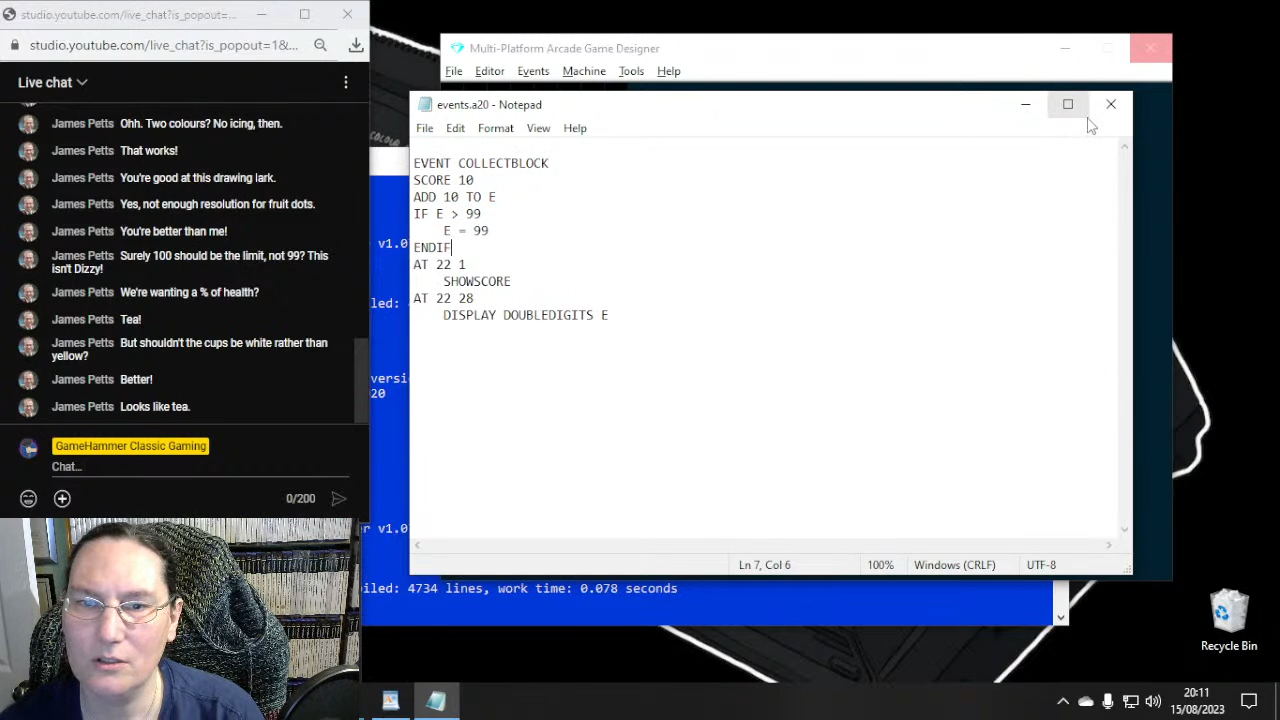 studio.youtube.com/live_chat?is_popout=...
studio.youtube.com/live_chat?is_popout=1&...
Live chat
James Petts Ohh. Two colours? No icing, then.
James Petts That works!
James Petts You're good at this drawing lark.
James Petts Yes, not enough resolution for fruit dots.
James Petts You're better than me!
James Petts Surely 100 should be the limit, not 99? This
isn't Dizzy!
James Petts We're wanting a % of health?
James Petts Tea!
James Petts But shouldn't the cups be white rather than
yellow?
James Petts Better!
James Petts Looks like tea.
GameHammer Classic Gaming
Chat...
0/200
COLOUR
Multi-Platform Arcade Game Designer
File Editor Events Machine Tools Help
events.a20 - Notepad
File Edit Format View Help
EVENT COLLECTBLOCK
SCORE 10
ADD 10 TO E
IF E > 99
E = 99
ENDIF
AT 22 1
SHOWSCORE
AT 22 28
DISPLAY DOUBLEDIGITS E
Ln 7, Col 6
100%
Windows (CRLF)
UTF-8
r v1.0
led:
versi
20
er v1.0
piled: 4734 lines, work time: 0.078 seconds
Recycle Bin
20:11
15/08/2023